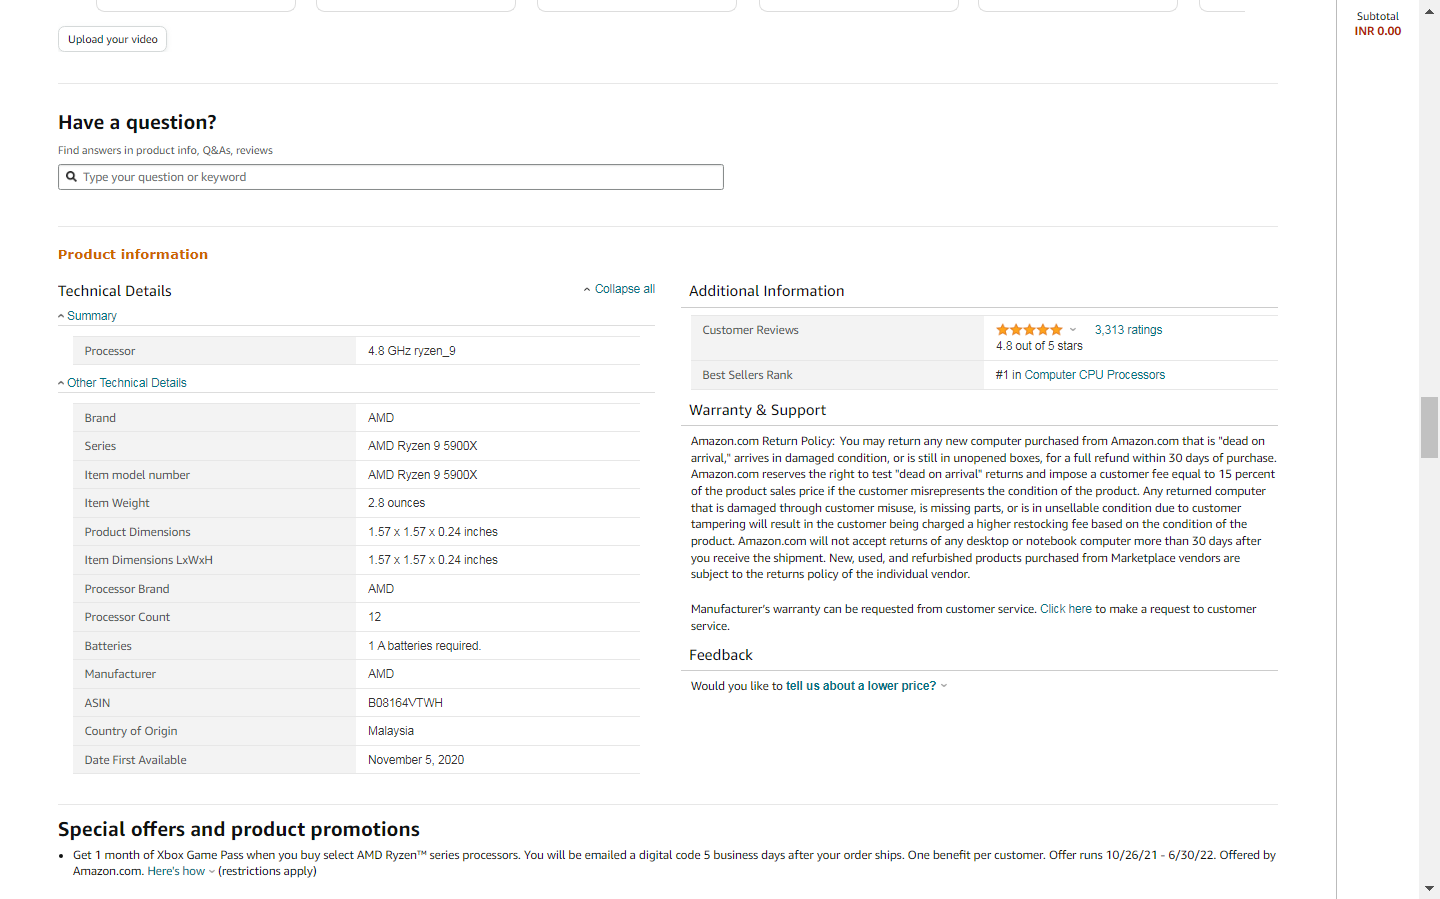 Subtotal
INR 0.00
Upload your video
Have a question?
Find answers in product info, Q&As, reviews
Type your question or keyword
Product information
Technical Details
Collapse all
Summary
Processor 4.8 GHz ryzen_9
Other Technical Details
Brand AMD
Series AMD Ryzen 9 5900X
Item model number AMD Ryzen 9 5900X
Item Weight 2.8 ounces
Product Dimensions 1.57 x 1.57 x 0.24 inches
Item Dimensions LxWxH 1.57 x 1.57 x 0.24 inches
Processor Brand AMD
Processor Count 12
Batteries 1 A batteries required.
Manufacturer AMD
ASIN B08164VTWH
Country of Origin Malaysia
Date First Available November 5, 2020
Additional Information
Customer Reviews 3,313 ratings
4.8 out of 5 stars
Best Sellers Rank #1 in Computer CPU Processors
Warranty & Support
Amazon.com Return Policy: You may return any new computer purchased from Amazon.com that is "dead on
arrival," arrives in damaged condition, or is still in unopened boxes, for a full refund within 30 days of purchase.
Amazon.com reserves the right to test "dead on arrival" returns and impose a customer fee equal to 15 percent
of the product sales price if the customer misrepresents the condition of the product. Any returned computer
that is damaged through customer misuse, is missing parts, or is in unsellable condition due to customer
tampering will result in the customer being charged a higher restocking fee based on the condition of the
product. Amazon.com will not accept returns of any desktop or notebook computer more than 30 days after
you receive the shipment. New, used, and refurbished products purchased from Marketplace vendors are
subject to the returns policy of the individual vendor.
Manufacturer's warranty can be requested from customer service. Click here to make a request to customer
service.
Feedback
Would you like to tell us about a lower price?
Special offers and product promotions
Get 1 month of Xbox Game Pass when you buy select AMD Ryzen™ series processors. You will be emailed a digital code 5 business days after your order ships. One benefit per customer. Offer runs 10/26/21 - 6/30/22. Offered by
Amazon.com. Here's how (restrictions apply)